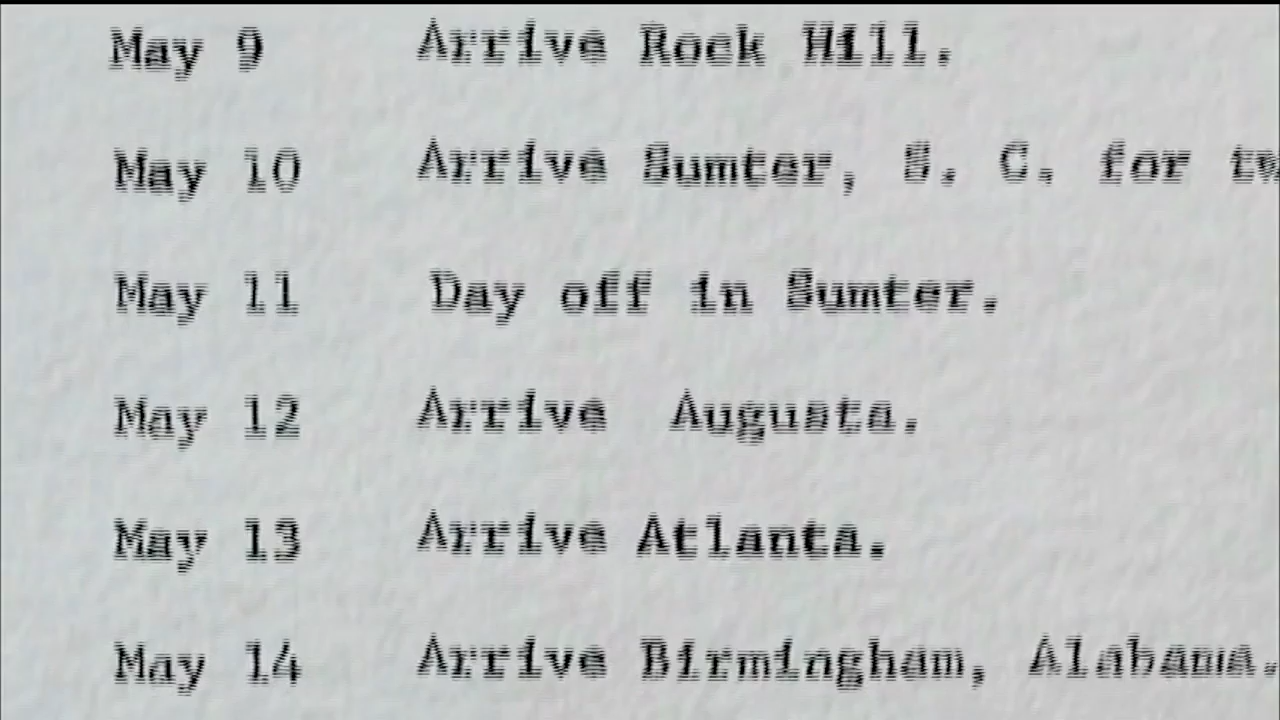 May 9 Arrive Rock Hill.
May 10 Arrive Sumter, S. C. for tw
May 11 Day off in Sumter.
May 12 Arrive Augusta.
May 13 Arrive Atlanta.
May 14 Arrive Birmingham, Alabama.